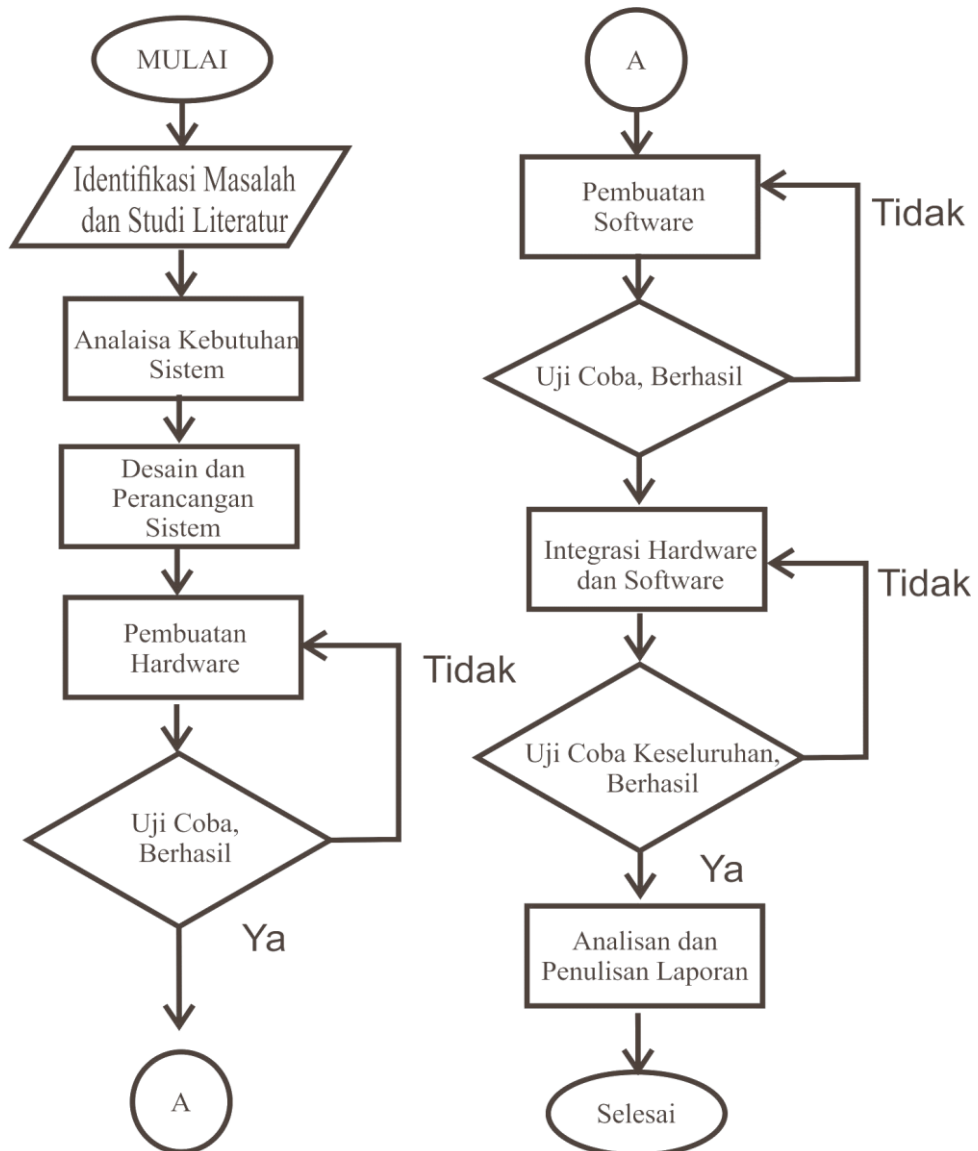 MULAI
Identifikasi Masalah
dan Studi Literatur
Analaisa Kebutuhan
Sistem
Desain dan
Perancangan
Sistem
Pembuatan
Hardware
Tidak
Uji Coba,
Berhasil
Ya
A
A
Pembuatan
Software
Tidak
Uji Coba, Berhasil
Integrasi Hardware
dan Software
Tidak
Uji Coba Keseluruhan,
Berhasil
Ya
Analisan dan
Penulisan Laporan
Selesai